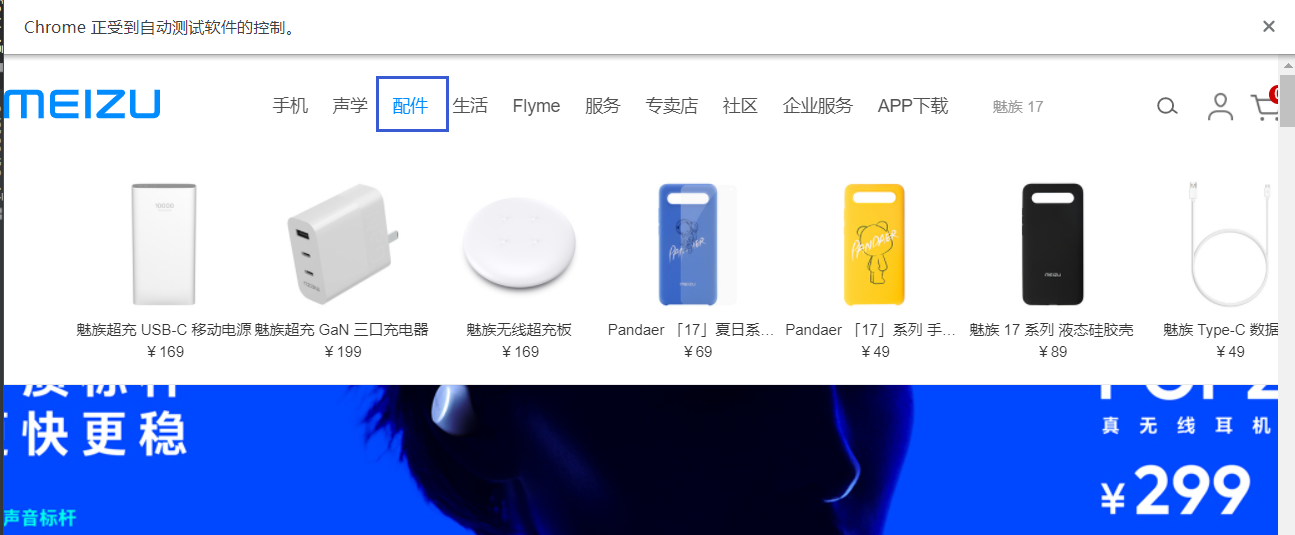 Chrome 正受到自动测试软件的控制。
MEIZU 手机 声学 配件 生活 Flyme 服务 专卖店 社区 企业服务 APP下载 魅族 17
10000
MEIZU
PANDAER
MEIZU
PANDAER
MEIZU
魅族超充 USB-C 移动电源 魅族超充 GaN 三口充电器 魅族无线超充板 Pandaer 「17」夏日系... Pandaer 「17」系列 手... 魅族 17 系列 液态硅胶壳 魅族 Type-C 数据
¥169 ¥199 ¥169 ¥69 ¥49 ¥89 ¥49
快更稳
真无线耳机
¥299
声音标杆